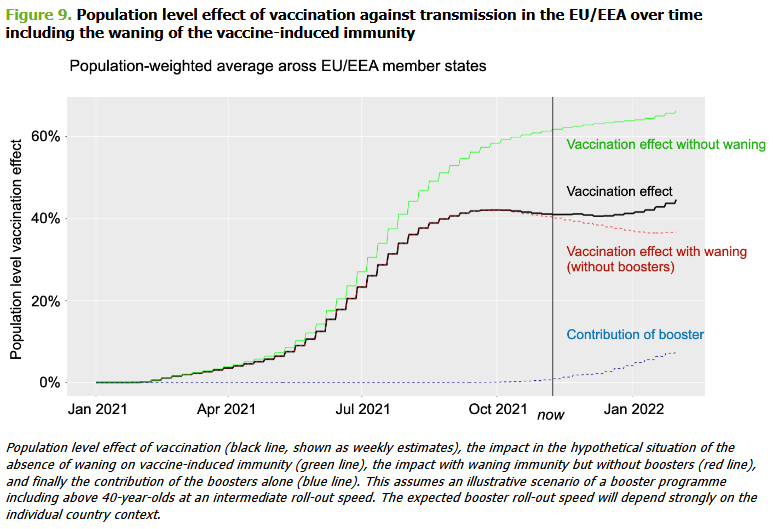 Figure 9. Population level effect of vaccination against transmission in the EU/EEA over time
including the waning of the vaccine-induced immunity
Population-weighted average aross EU/EEA member states
Population level vaccination effect
60%
40%
20%
0%
Vaccination effect without waning
Vaccination effect
Vaccination effect with waning
(without boosters)
Contribution of booster
Jan 2021
Apr 2021
Jul 2021
Oct 2021
now
Jan 2022
Population level effect of vaccination (black line, shown as weekly estimates), the impact in the hypothetical situation of the
absence of waning on vaccine-induced immunity (green line), the impact with waning immunity but without boosters (red line),
and finally the contribution of the boosters alone (blue line). This assumes an illustrative scenario of a booster programme
including above 40-year-olds at an intermediate roll-out speed. The expected booster roll-out speed will depend strongly on the
individual country context.